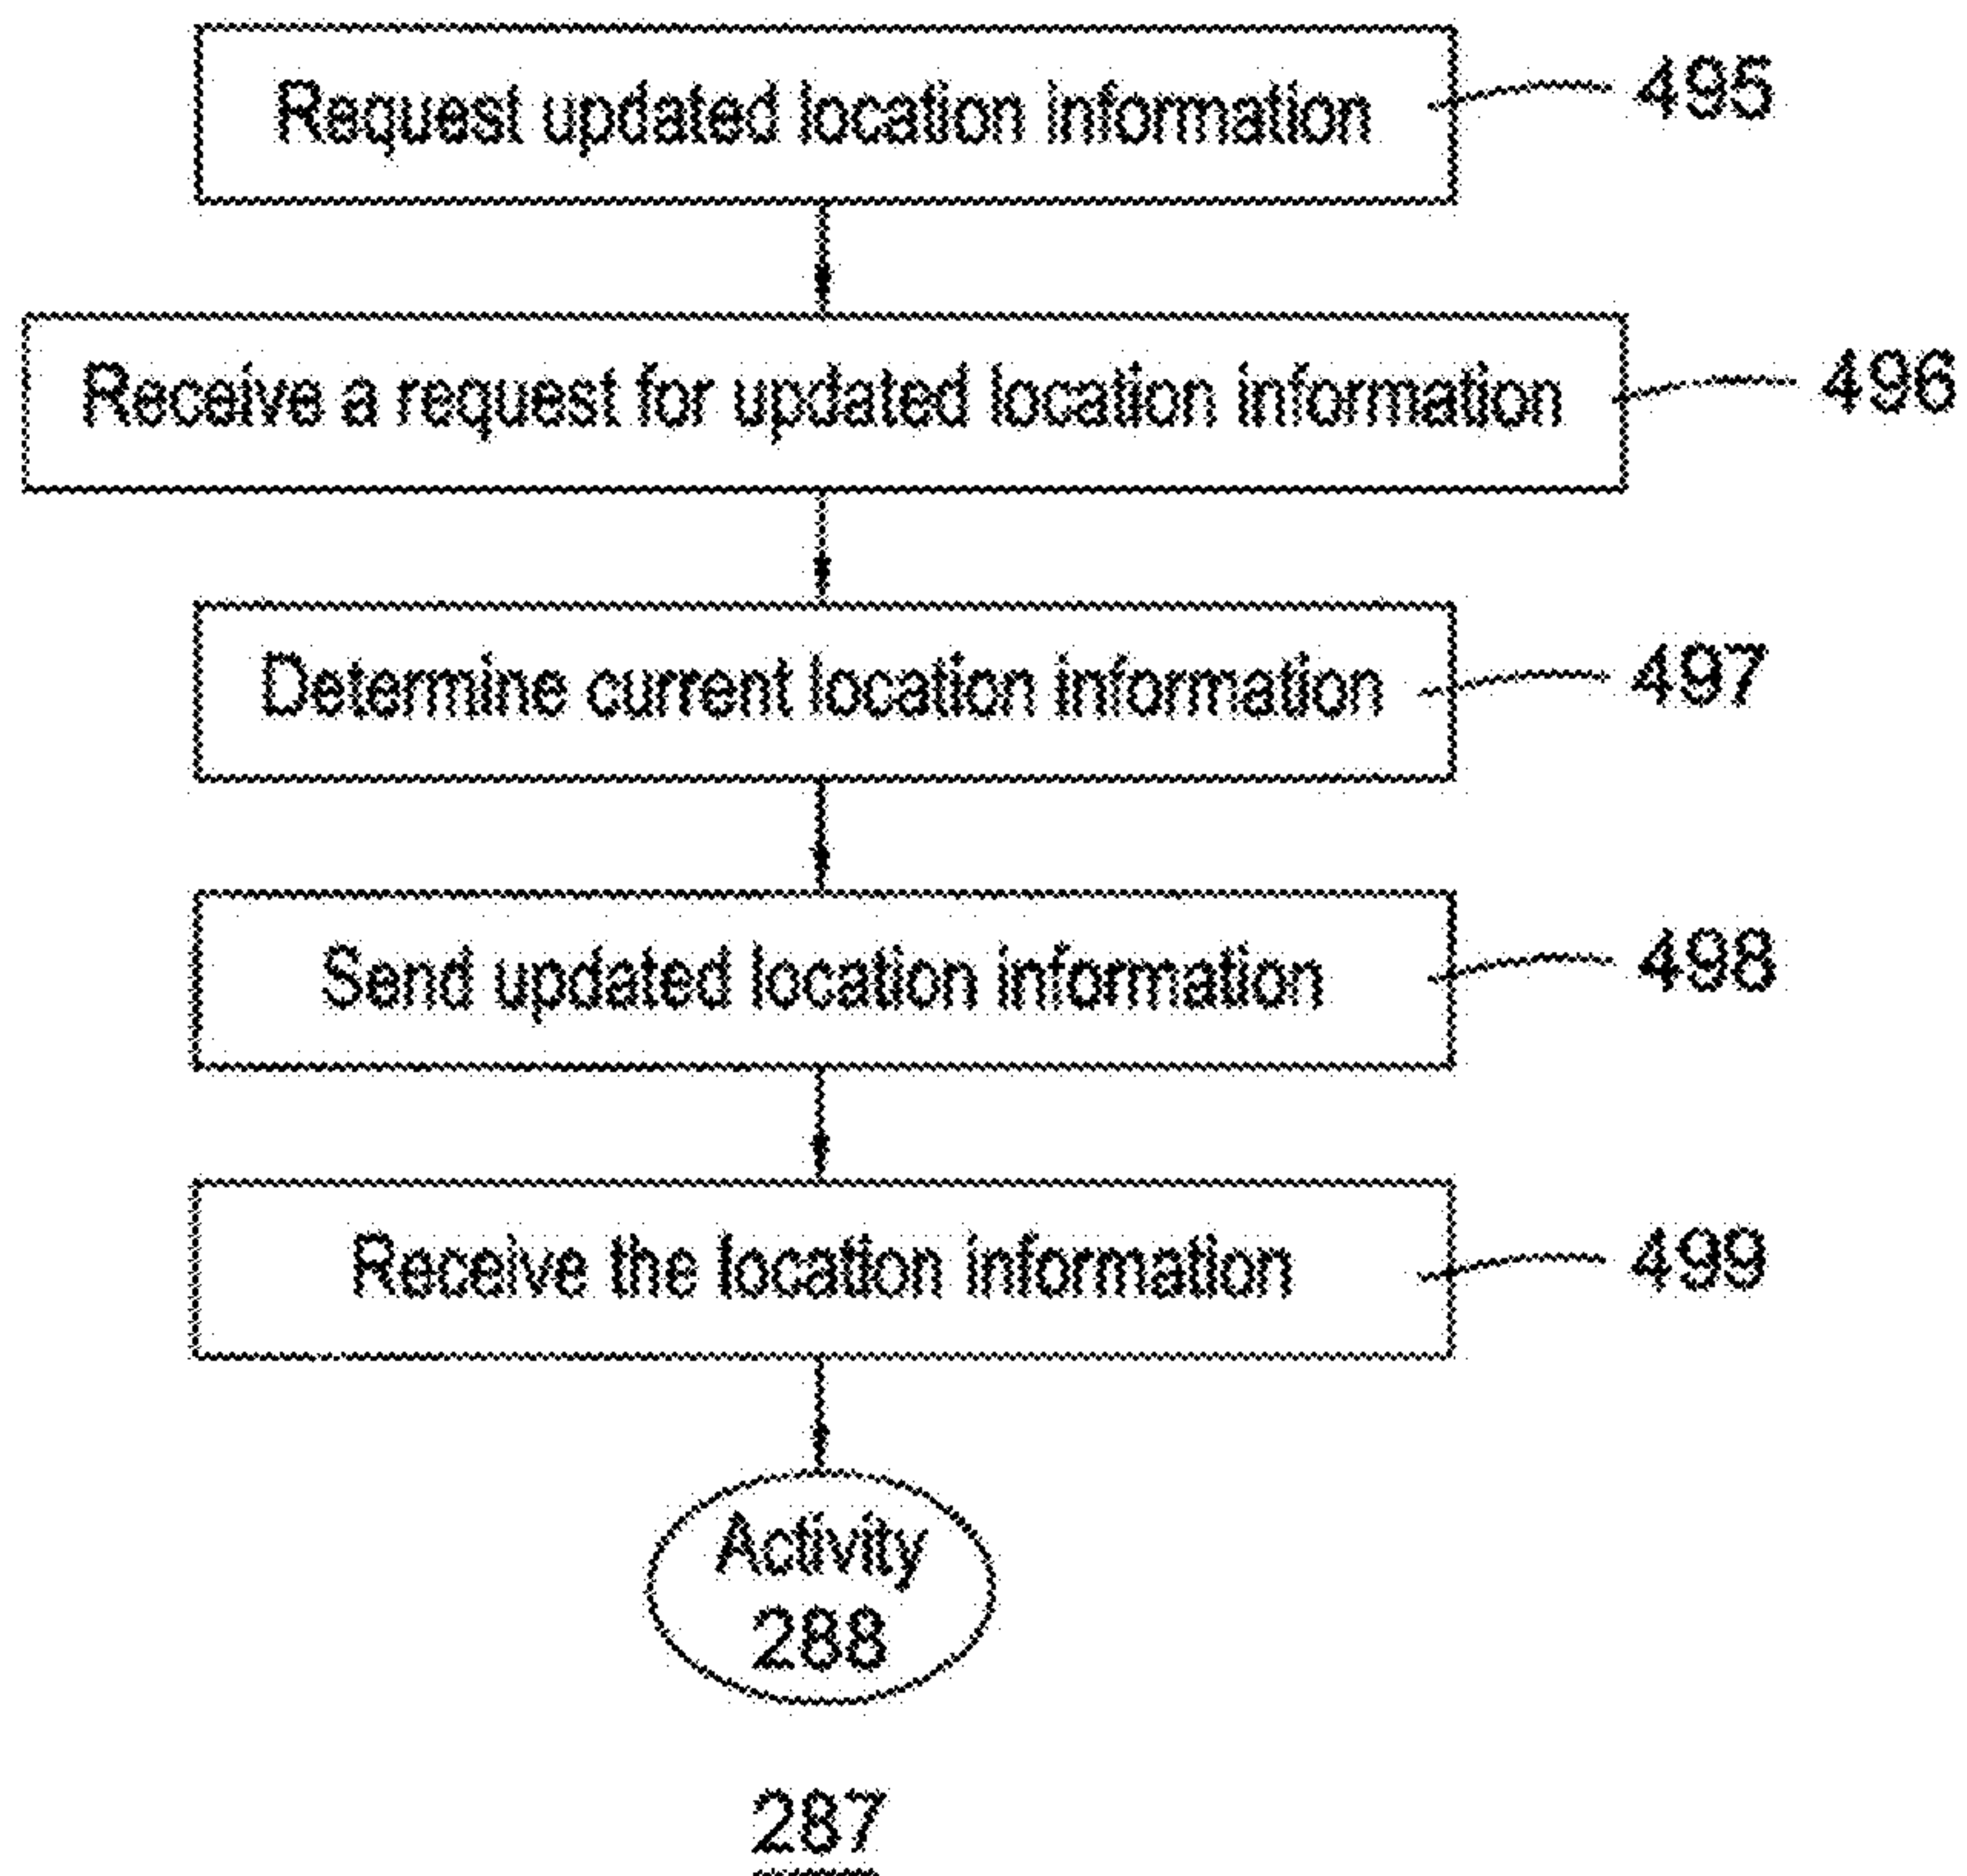 Request updated location information
495
Receive a request for updated location information
496
Determine current location information
497
Send updated location information
498
Receive the location information
499
Activity
288
287